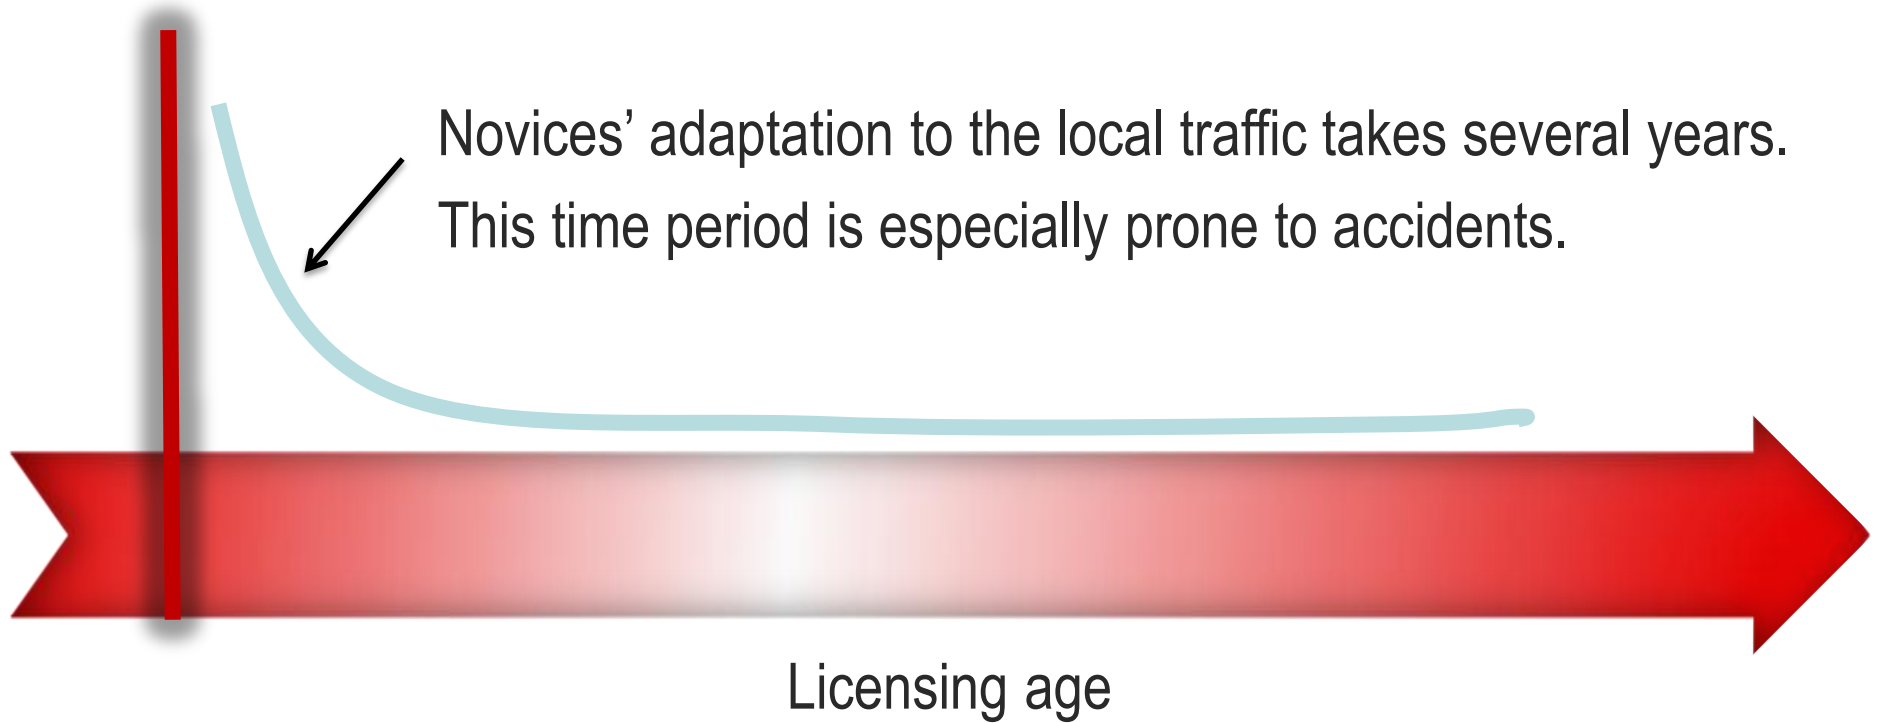 Novices’ adaptation to the local traffic takes several years.
This time period is especially prone to accidents.
Licensing age